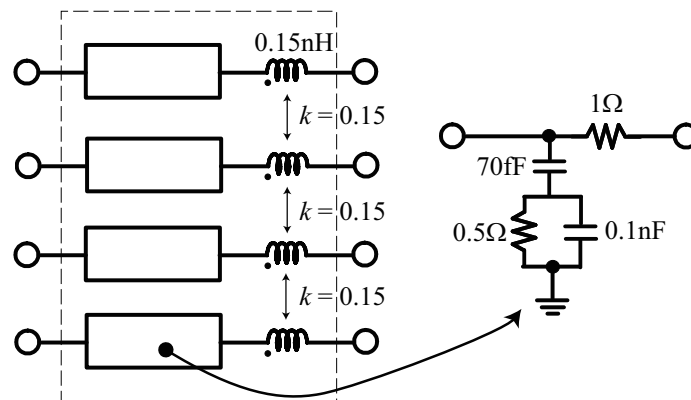 0.15nH
k = 0.15
k = 0.15
k = 0.15
1Ω
70fF
0.5Ω
0.1nF